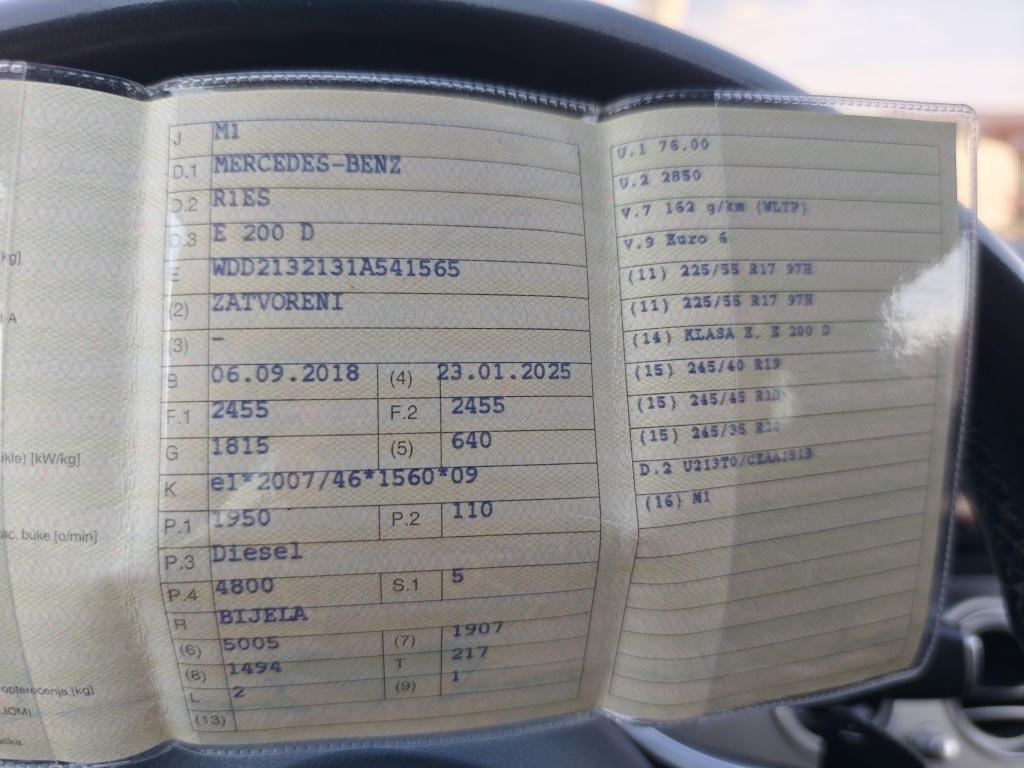 kg]
A
kle) [kW/kg]
ac. buke [o/min]
opterećenja [kg]
JOM)
J M1
D.1 MERCEDES-BENZ
D.2 R1ES
D.3 E 200 D
E WDD2132131A541565
(2) ZATVORENI
(3) -
B 06.09.2018 (4) 23.01.2025
F.1 2455 F.2 2455
G 1815 (5) 640
K e1*2007/46*1560*09
P.1 1950 P.2 110
P.3 Diesel
P.4 4800 S.1 5
R BIJELA
(6) 5005 (7) 1907
(8) 1494 T 217
L 2 (9) 1
(13)
U.1 76.00
U.2 2850
V.7 162 g/km (WLTP)
V.9 Euro 6
(11) 225/55 R17 97H
(11) 225/55 R17 97H
(14) KLASA E. E 200 D
(15) 245/40 R19
(15) 245/45 R18
(15) 245/35 R20
D.2
(16) M1